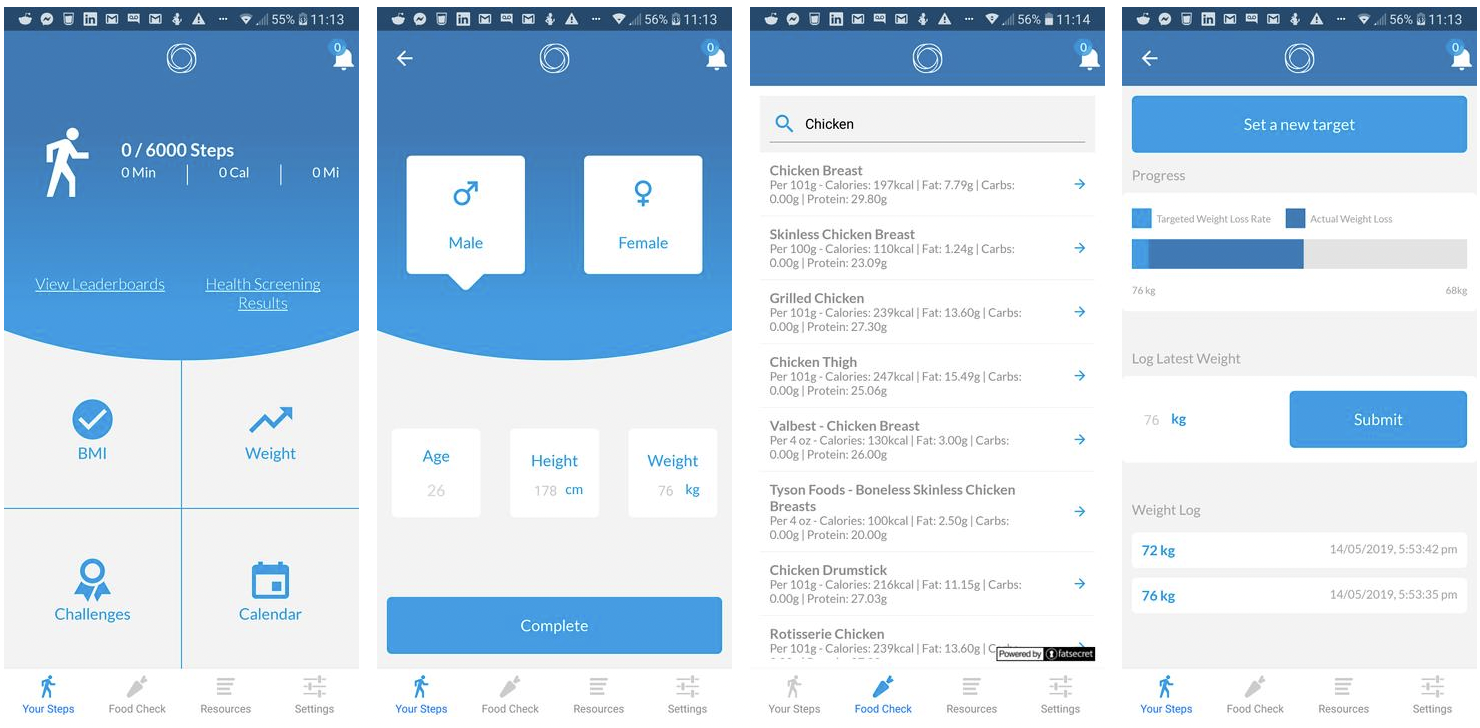 55% 11:13
0
0 / 6000 Steps
0 Min 0 Cal 0 Mi
View Leaderboards
Health Screening
Results
BMI
Weight
Challenges
Calendar
Your Steps Food Check Resources Settings
56% 11:13
0
Male
Female
Age
26
Height
178 cm
Weight
76 kg
Complete
Your Steps Food Check Resources Settings
56% 11:14
0
Chicken
Chicken Breast
Per 101g - Calories: 197kcal | Fat: 7.79g | Carbs:
0.00g | Protein: 29.80g
Skinless Chicken Breast
Per 100g - Calories: 110kcal | Fat: 1.24g | Carbs:
0.00g | Protein: 23.09g
Grilled Chicken
Per 101g - Calories: 239kcal | Fat: 13.60g | Carbs:
0.00g | Protein: 27.30g
Chicken Thigh
Per 101g - Calories: 247kcal | Fat: 15.49g | Carbs:
0.00g | Protein: 25.06g
Valbest - Chicken Breast
Per 4 oz - Calories: 130kcal | Fat: 3.00g | Carbs:
0.00g | Protein: 26.00g
Tyson Foods - Boneless Skinless Chicken
Breasts
Per 4 oz - Calories: 100kcal | Fat: 2.50g | Carbs:
0.00g | Protein: 20.00g
Chicken Drumstick
Per 101g - Calories: 216kcal | Fat: 11.15g | Carbs:
0.00g | Protein: 27.03g
Rotisserie Chicken
Per 101g - Calories: 239kcal | Fat: 13.60g |
Powered by fatsecret
Your Steps Food Check Resources Settings
56% 11:13
0
Set a new target
Progress
Targeted Weight Loss Rate Actual Weight Loss
76 kg 68kg
Log Latest Weight
76 kg
Submit
Weight Log
72 kg 14/05/2019, 5:53:42 pm
76 kg 14/05/2019, 5:53:35 pm
Your Steps Food Check Resources Settings